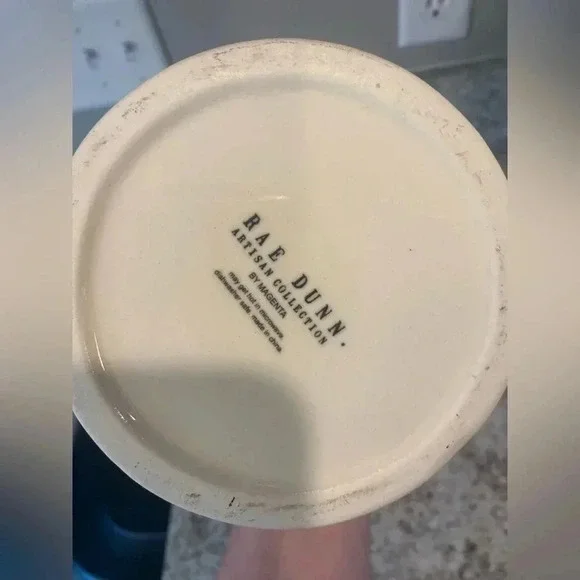 RAE DUNN.
ARTISAN COLLECTION
BY MAGENTA
may get hot in microwave.
dishwasher safe. made in china.